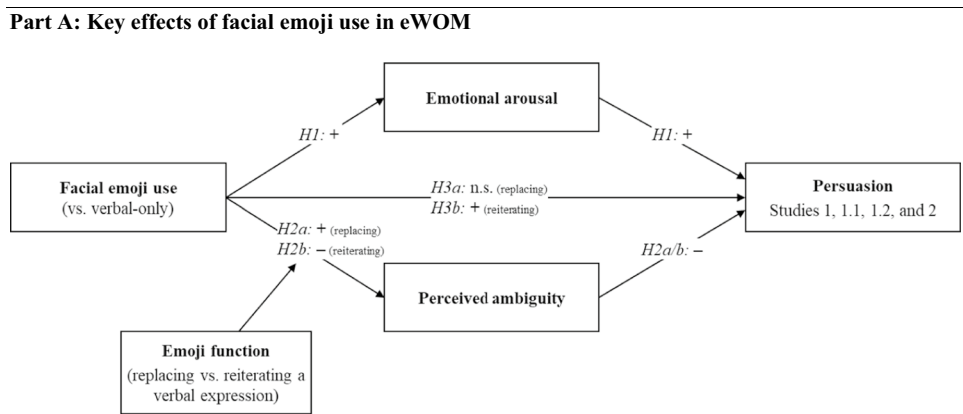 Part A: Key effects of facial emoji use in eWOM
Emotional arousal
H1: +
H1: +
Facial emoji use
(vs. verbal-only)
H3a: n.s. (replacing)
H3b: + (reiterating)
Persuasion
Studies 1, 1.1, 1.2, and 2
H2a: + (replacing)
H2b: – (reiterating)
H2a/b: –
Perceived ambiguity
Emoji function
(replacing vs. reiterating a
verbal expression)